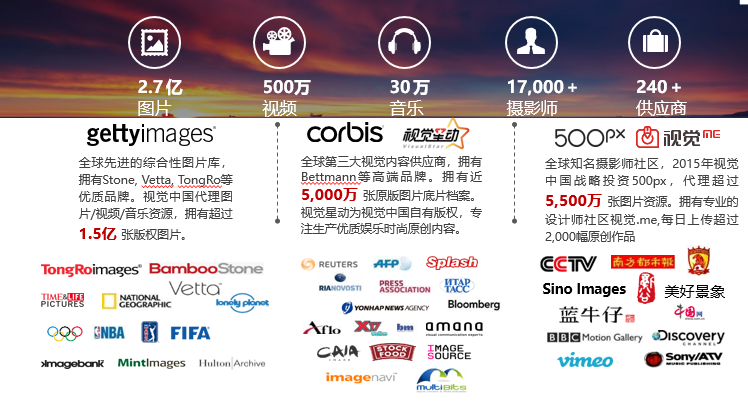 2.7亿
图片
500万
视频
30万
音乐
17,000 +
摄影师
240 +
供应商
gettyimages®
全球先进的综合性图片库，
拥有Stone, Vetta, TongRo等
优质品牌。视觉中国代理图
片/视频/音乐资源，拥有超过
1.5亿 张版权图片。
corbis
视觉星动
VisualStar
全球第三大视觉内容供应商，拥有
Bettmann等高端品牌。拥有近
5,000万 张原版图片底片档案。
视觉星动为视觉中国自有版权，专
注生产优质娱乐时尚原创内容。
500PX
视觉ME
全球知名摄影师社区，2015年视觉
中国战略投资500px，代理超过
5,500万 张图片资源。拥有专业的
设计师社区视觉.me,每日上传超过
2,000幅原创作品
TongRoimages
BambooStone
Vetta
TIME&LIFE
PICTURES
NATIONAL
GEOGRAPHIC
lonely planet
NBA
FIFA
imagebank
MintImages
Hulton|Archive
REUTERS
AFP
Splash
RIANOVOSTI
PRESS
ASSOCIATION
ИТАР
ТАСС
YONHAP NEWS AGENCY
Bloomberg
Aflo
bm
amana
visual communication experts
CAIA
IMAGE
STOCK
FOOD
IMAGE
SOURCE
imagenavi
multiBits
CCTV
南方都市报
Sino Images
美好景象
蓝牛仔
中国网
BBC Motion Gallery
Discovery
CHANNEL
vimeo
Sony/ATV
MUSIC PUBLISHING